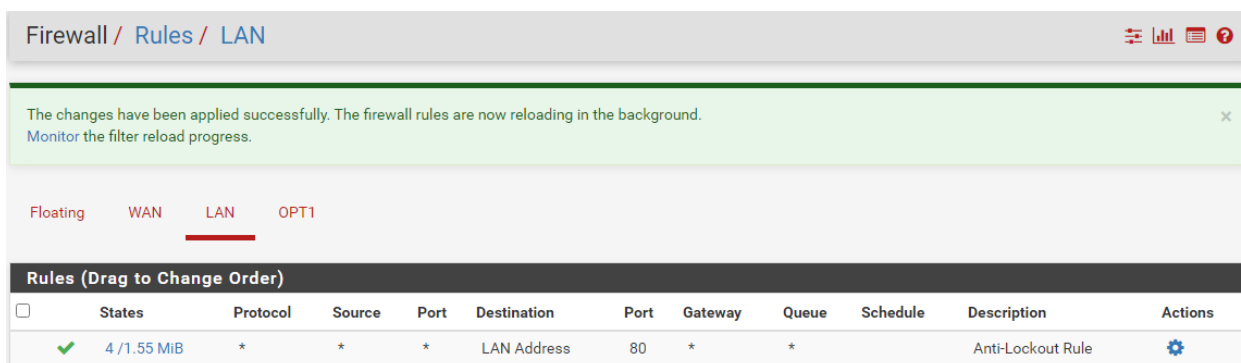 Firewall / Rules / LAN
The changes have been applied successfully. The firewall rules are now reloading in the background.
Monitor the filter reload progress.
Floating WAN LAN OPT1
Rules (Drag to Change Order)
States Protocol Source Port Destination Port Gateway Queue Schedule Description Actions
4 /1.55 MiB * * * LAN Address 80 * * Anti-Lockout Rule